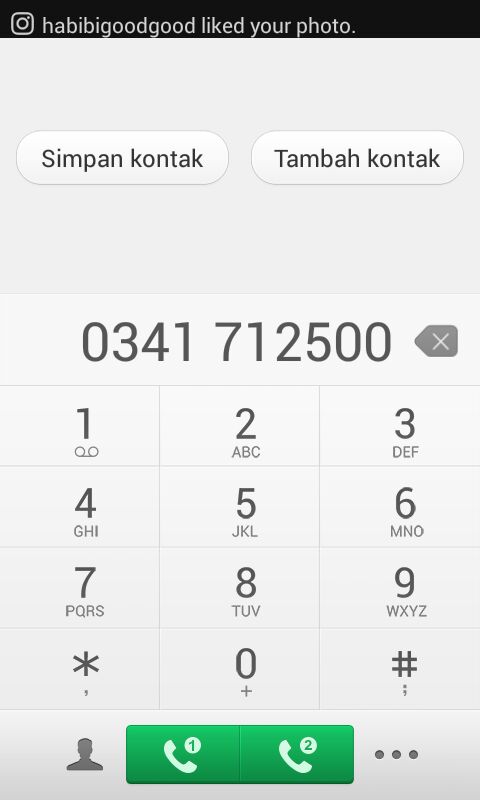 habibigoodgood liked your photo.
Simpan kontak
Tambah kontak
0341 712500
1
2
ABC
3
DEF
4
GHI
5
JKL
6
MNO
7
PQRS
8
TUV
9
WXYZ
*
,
0
+
#
;
1
2